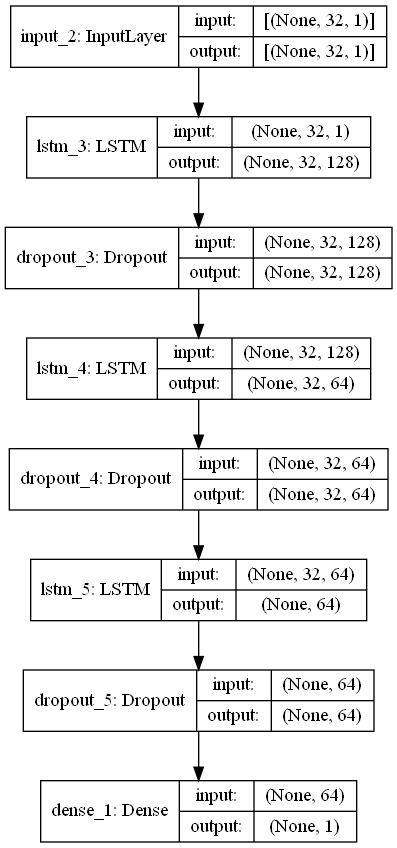 input_2: InputLayer
input: [(None, 32, 1)]
output: [(None, 32, 1)]
lstm_3: LSTM
input: (None, 32, 1)
output: (None, 32, 128)
dropout_3: Dropout
input: (None, 32, 128)
output: (None, 32, 128)
lstm_4: LSTM
input: (None, 32, 128)
output: (None, 32, 64)
dropout_4: Dropout
input: (None, 32, 64)
output: (None, 32, 64)
lstm_5: LSTM
input: (None, 32, 64)
output: (None, 64)
dropout_5: Dropout
input: (None, 64)
output: (None, 64)
dense_1: Dense
input: (None, 64)
output: (None, 1)